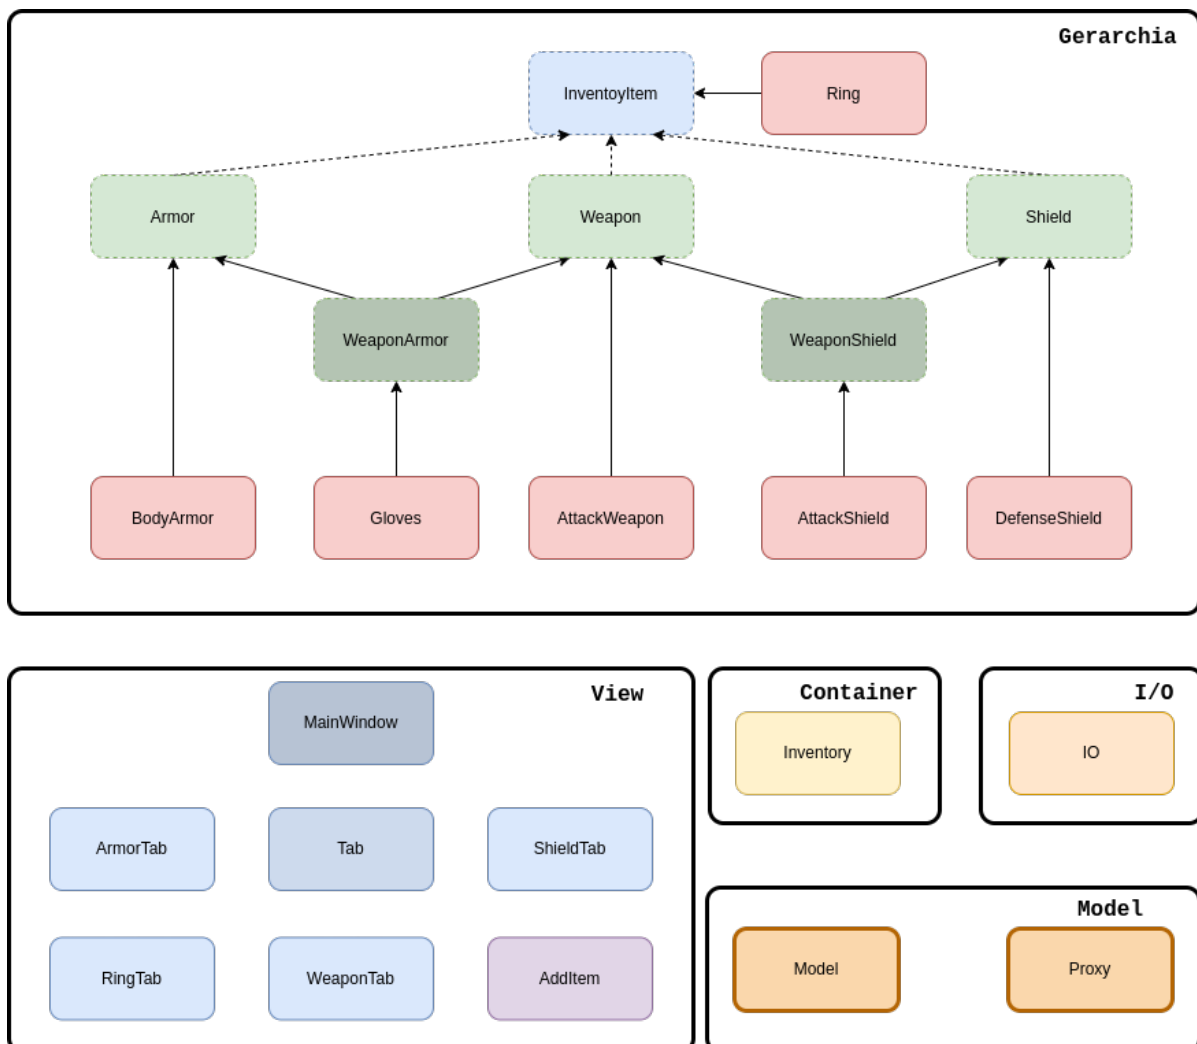 Gerarchia
InventoyItem
Ring
Armor
Weapon
Shield
WeaponArmor
WeaponShield
BodyArmor
Gloves
AttackWeapon
AttackShield
DefenseShield
View
MainWindow
ArmorTab
Tab
ShieldTab
RingTab
WeaponTab
AddItem
Container
Inventory
I/O
IO
Model
Model
Proxy